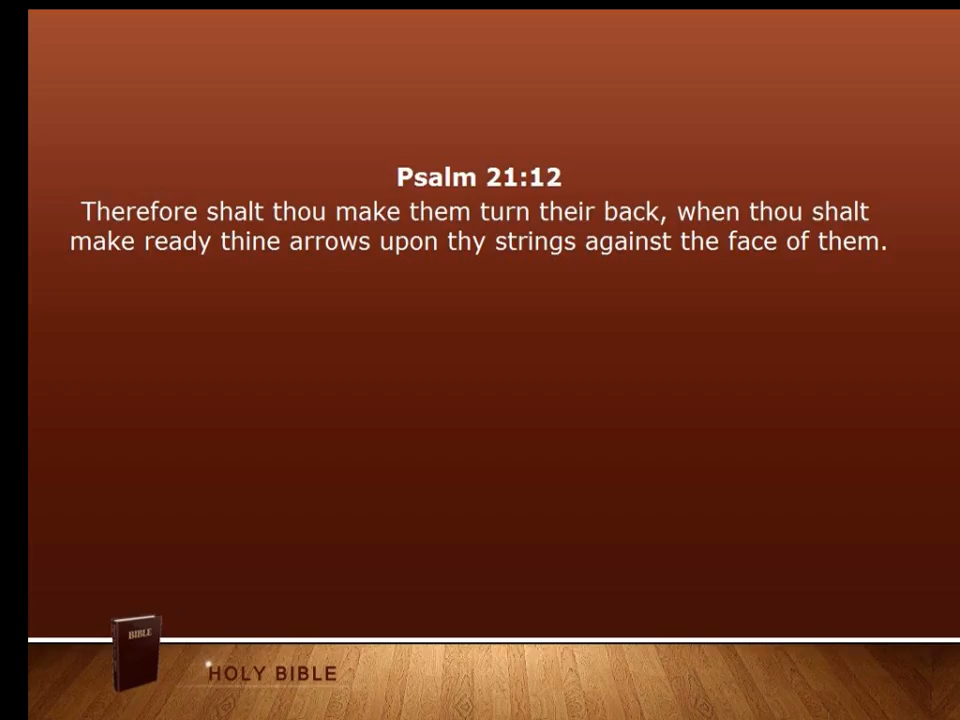 Psalm 21:12
Therefore shalt thou make them turn their back, when thou shalt
make ready thine arrows upon thy strings against the face of them.
BIBLE
HOLY BIBLE